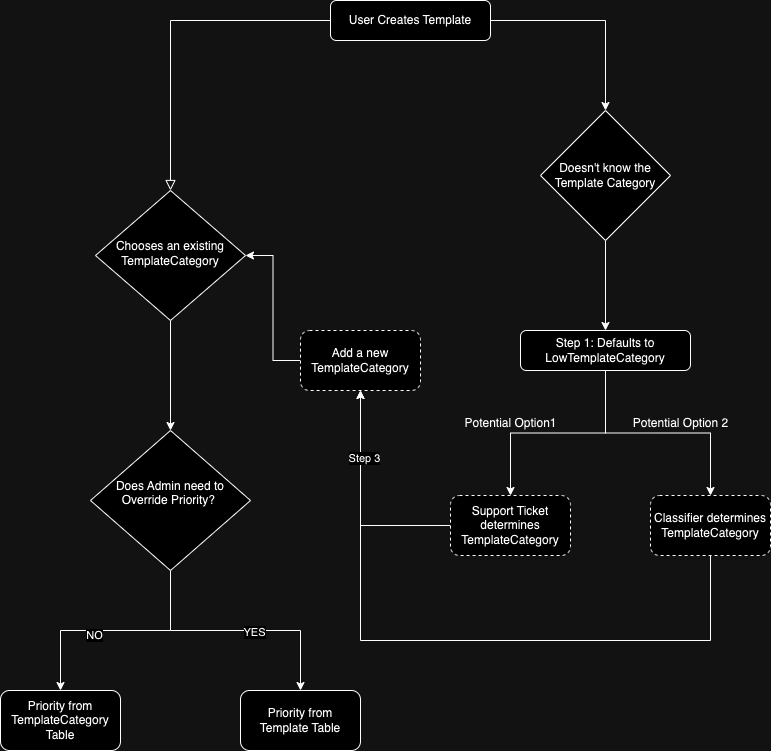 User Creates Template
Doesn't know the
Template Category
Chooses an existing
TemplateCategory
Step 1: Defaults to
LowTemplateCategory
Add a new
TemplateCategory
Potential Option1
Potential Option 2
Step 3
Does Admin need to
Override Priority?
Support Ticket
determines
TemplateCategory
Classifier determines
TemplateCategory
NO
YES
Priority from
TemplateCategory
Table
Priority from
Template Table